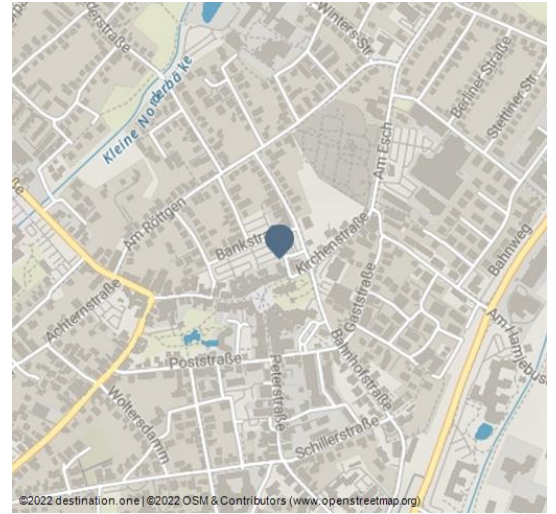 Winters-Str.
Berliner Straße
Stettiner Str.
Kleine Norderbäke
Am Esch
Am Röttgen
Bankstra
Kirchenstraße
Bahnweg
Achternstraße
Gaststraße
Am Hamjebusch
Poststraße
Peterstraße
Bahnhofstraße
Woltersdamm
Schillerstraße
©2022 destination.one | ©2022 OSM & Contributors (www.openstreetmap.org)